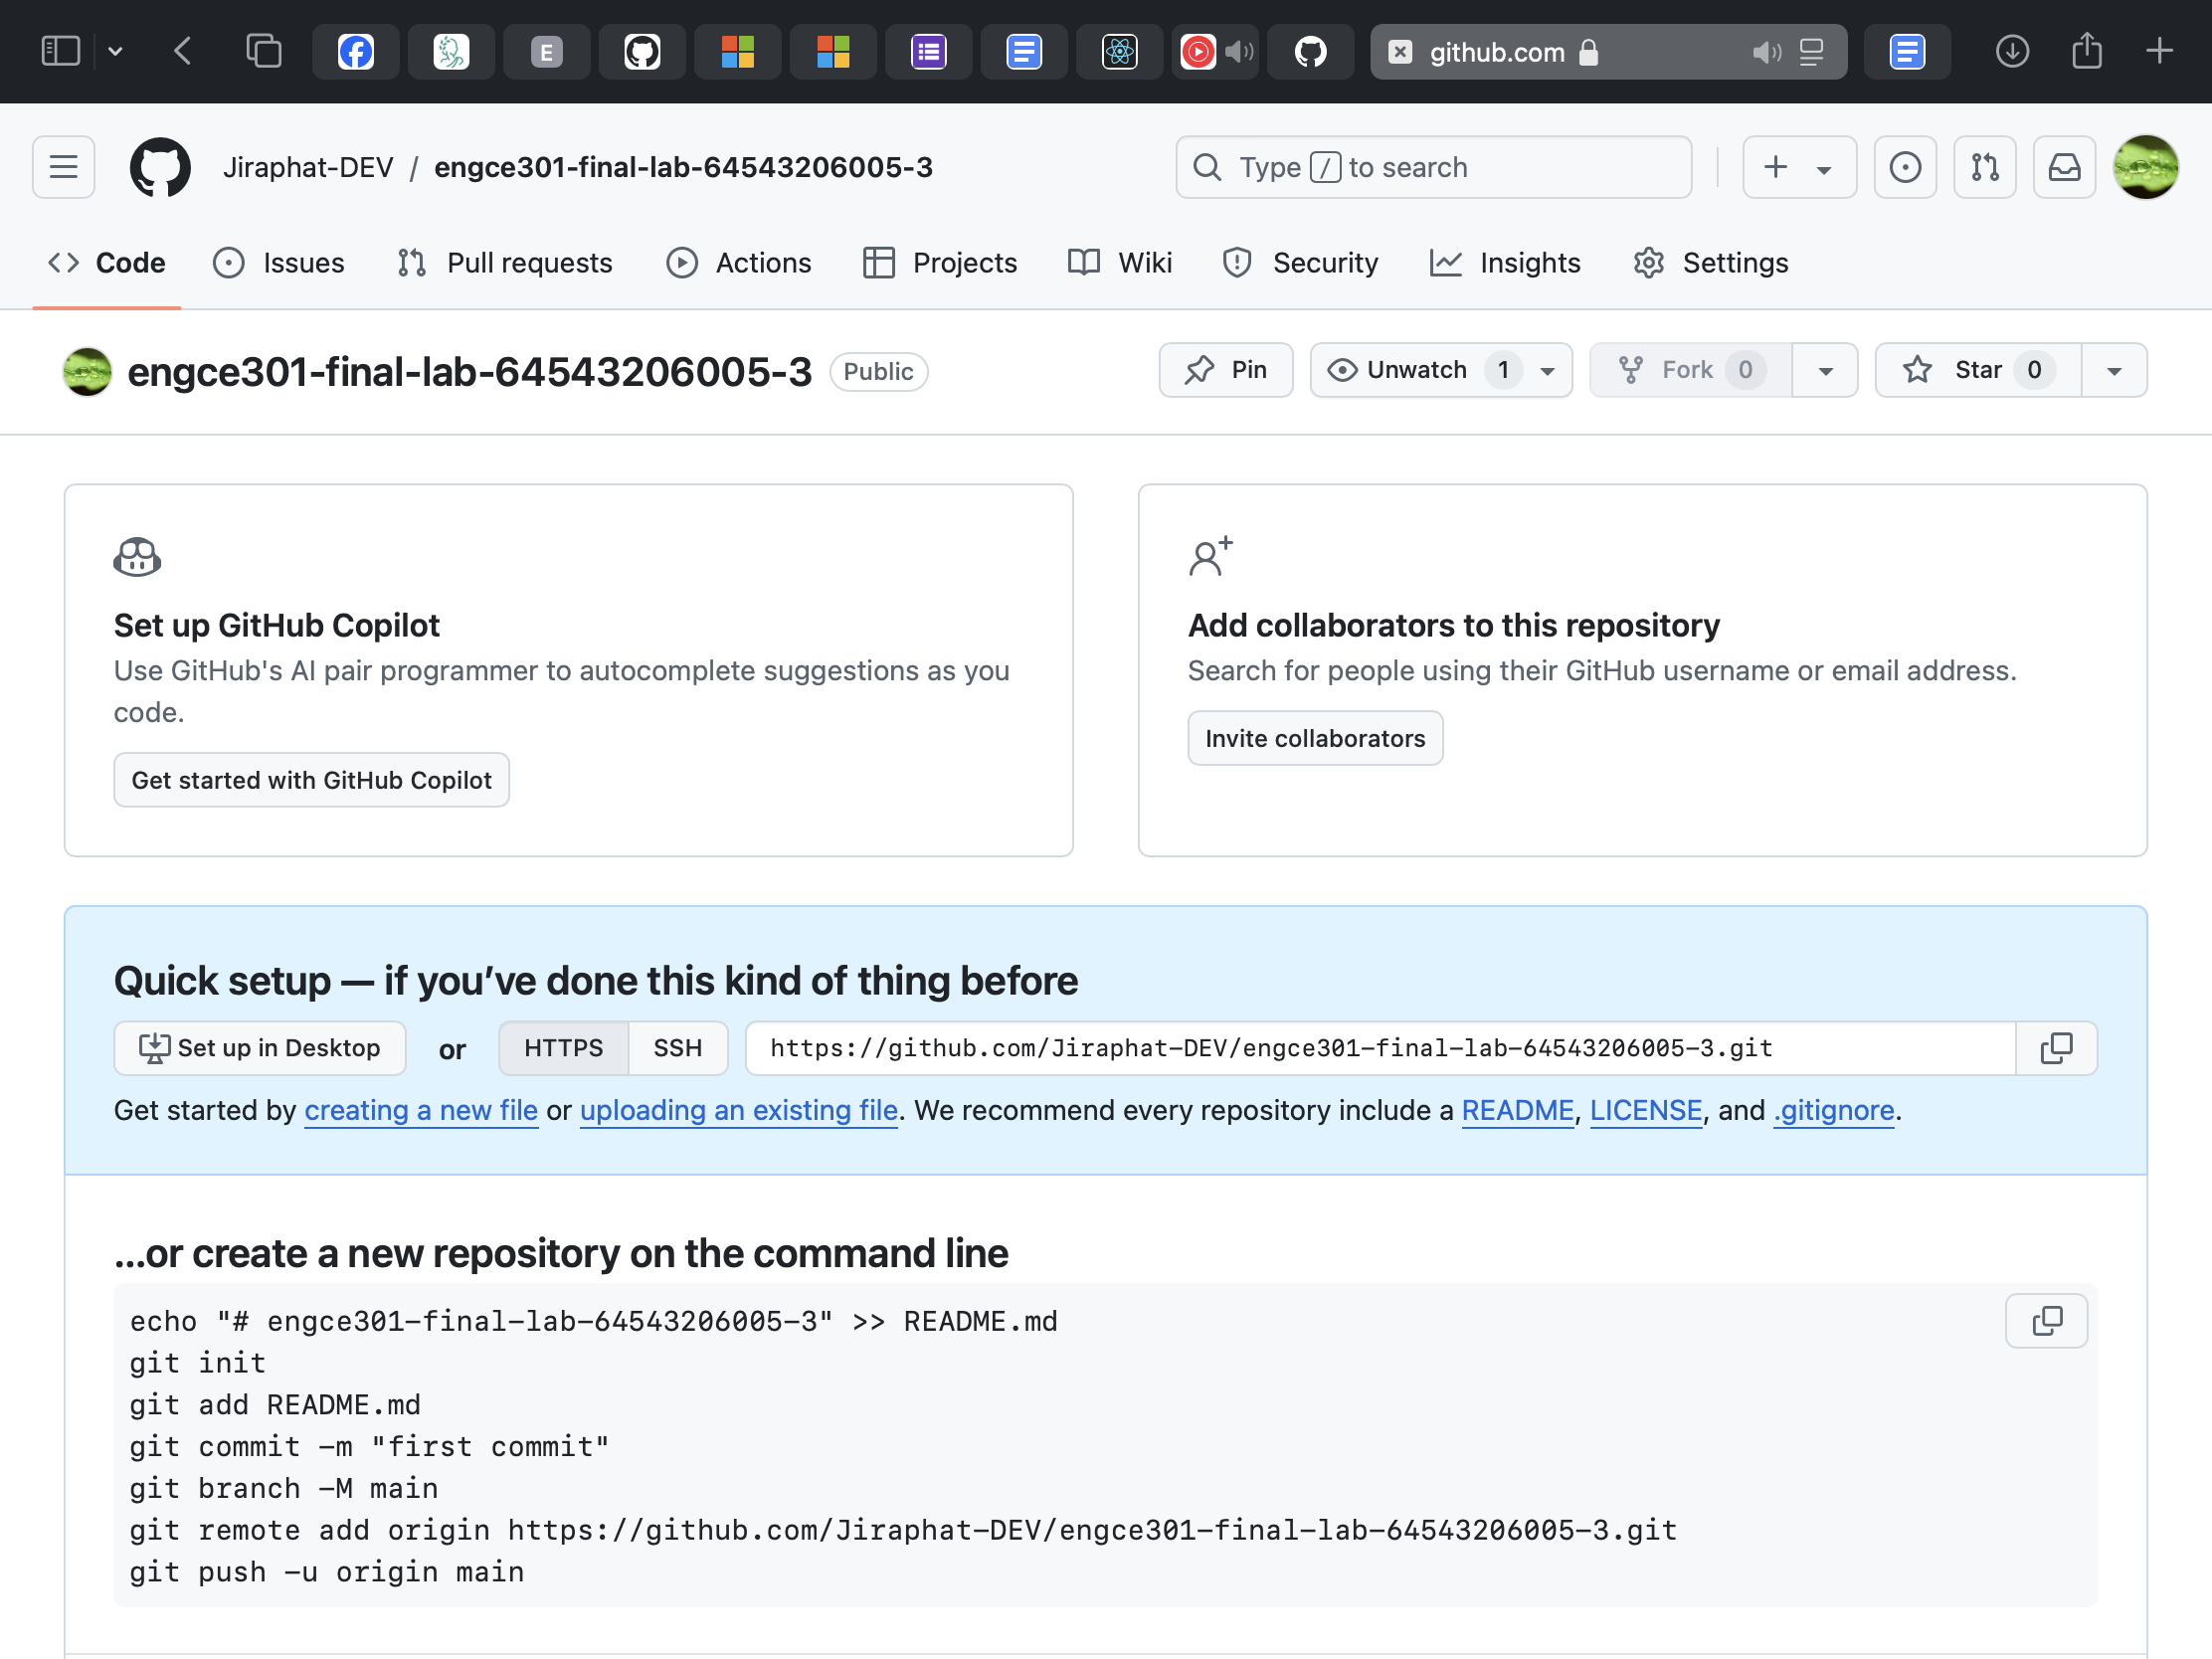 E
github.com
Jiraphat-DEV / engce301-final-lab-64543206005-3
Type / to search
Code
Issues
Pull requests
Actions
Projects
Wiki
Security
Insights
Settings
engce301-final-lab-64543206005-3
Public
Pin
Unwatch 1
Fork 0
Star 0
Set up GitHub Copilot
Use GitHub's AI pair programmer to autocomplete suggestions as you
code.
Get started with GitHub Copilot
Add collaborators to this repository
Search for people using their GitHub username or email address.
Invite collaborators
Quick setup — if you’ve done this kind of thing before
Set up in Desktop
or
HTTPS
SSH
https://github.com/Jiraphat-DEV/engce301-final-lab-64543206005-3.git
Get started by creating a new file or uploading an existing file. We recommend every repository include a README, LICENSE, and .gitignore.
…or create a new repository on the command line
echo "# engce301-final-lab-64543206005-3" >> README.md
git init
git add README.md
git commit -m "first commit"
git branch -M main
git remote add origin https://github.com/Jiraphat-DEV/engce301-final-lab-64543206005-3.git
git push -u origin main